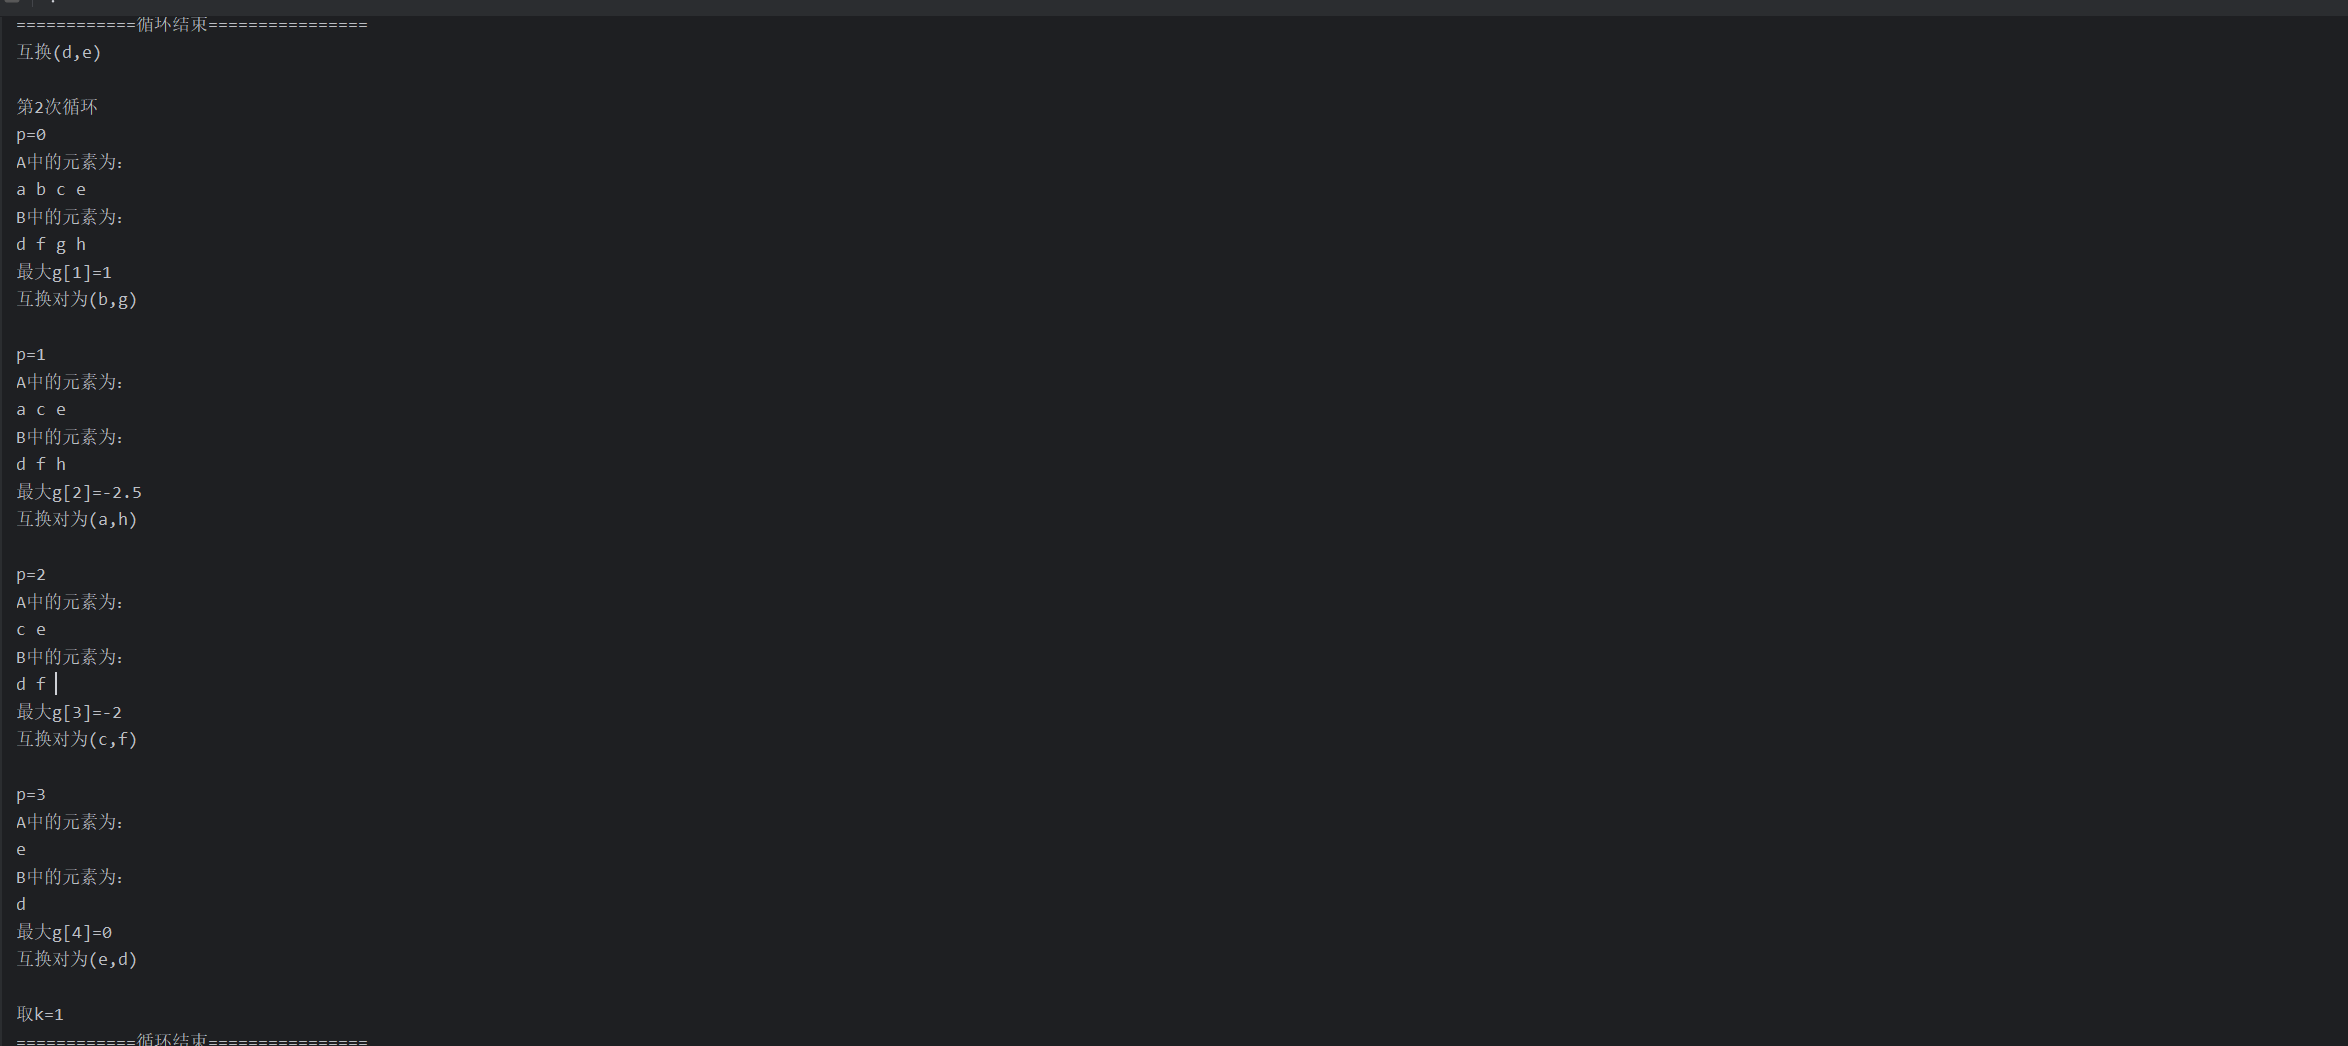 ============循环结束================
互换(d,e)
第2次循环
p=0
A中的元素为:
a b c e
B中的元素为:
d f g h
最大g[1]=1
互换对为(b,g)
p=1
A中的元素为:
a c e
B中的元素为:
d f h
最大g[2]=-2.5
互换对为(a,h)
p=2
A中的元素为:
c e
B中的元素为:
d f
最大g[3]=-2
互换对为(c,f)
p=3
A中的元素为:
e
B中的元素为:
d
最大g[4]=0
互换对为(e,d)
取k=1
============循环结束================